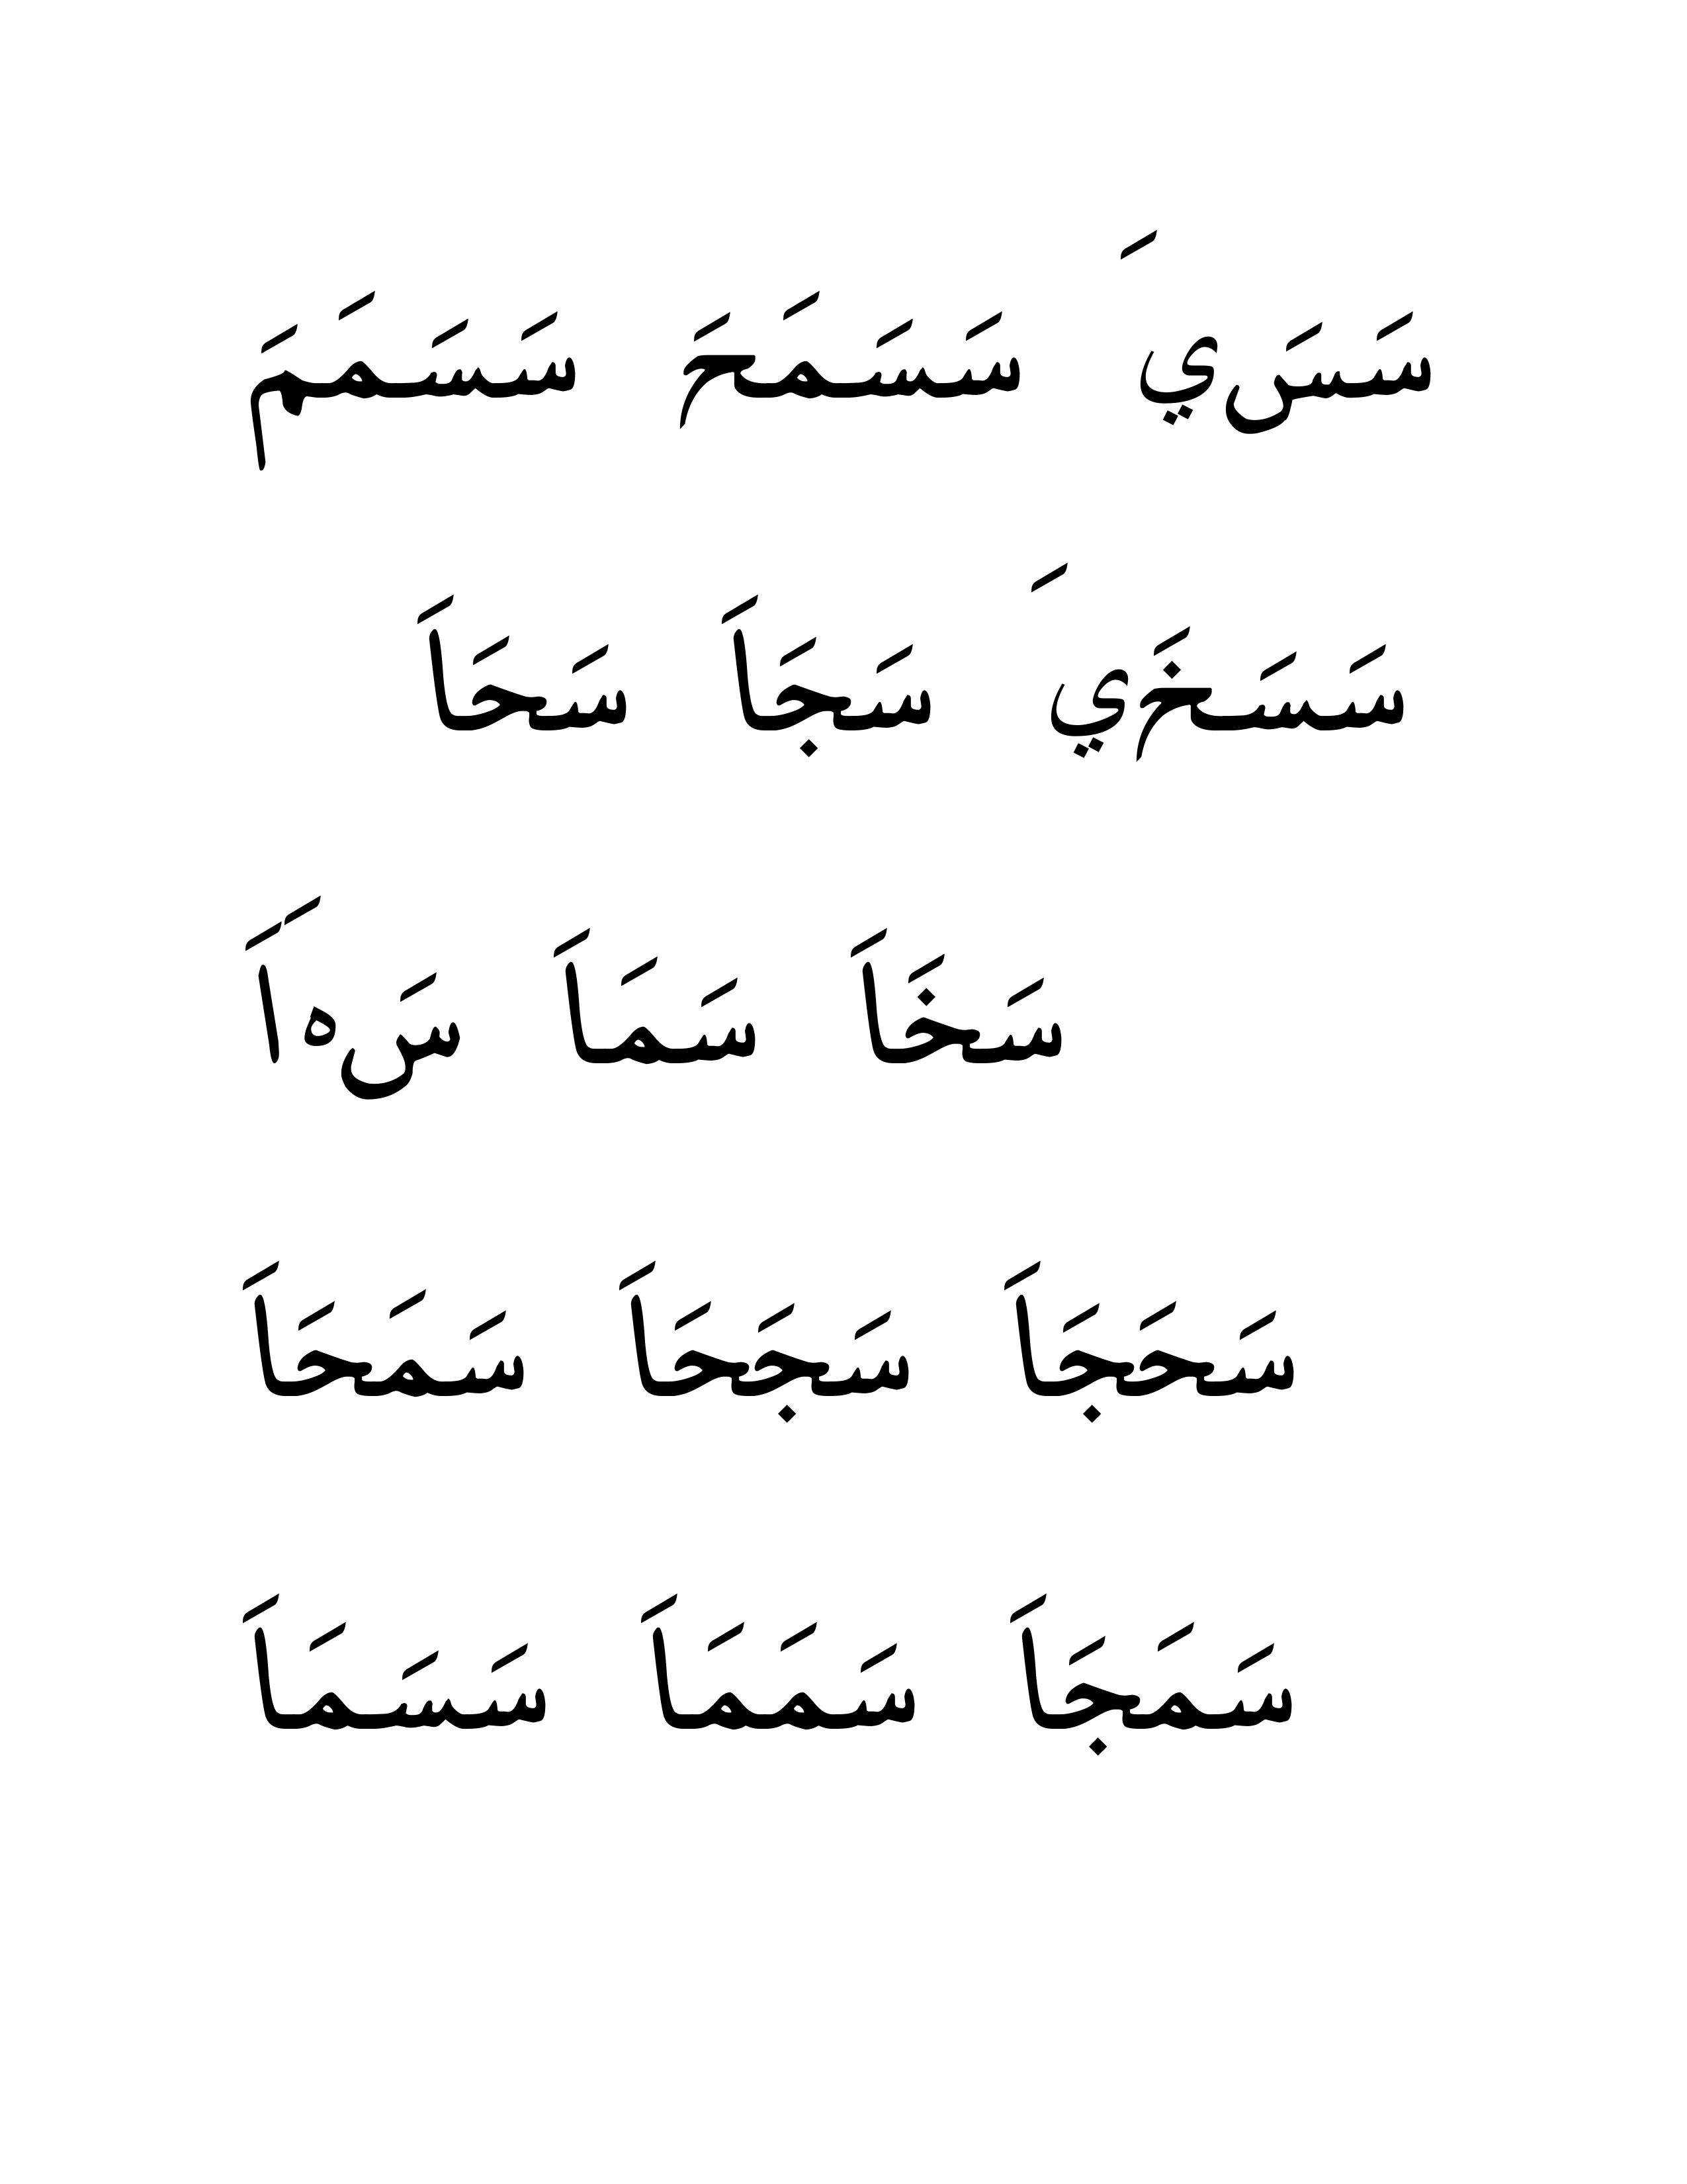 سَسَ يَ سَسَمَحَ سَسَمَمَ
سَسَخَ يَ سَجَاَ سَحَاَ
سَخَاَ سَمَاَ سَ هَ اَ
سَحَجَاَ سَجَحَاَ سَمَحَاَ
سَمَجَاَ سَمَمَاَ سَسَمَاَ